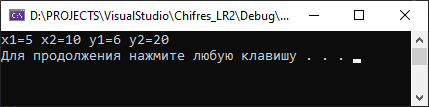 D:\PROJECTS\VisualStudio\Chifres_LR2\Debug\...
x1=5 x2=10 y1=6 y2=20
Для продолжения нажмите любую клавишу . . .